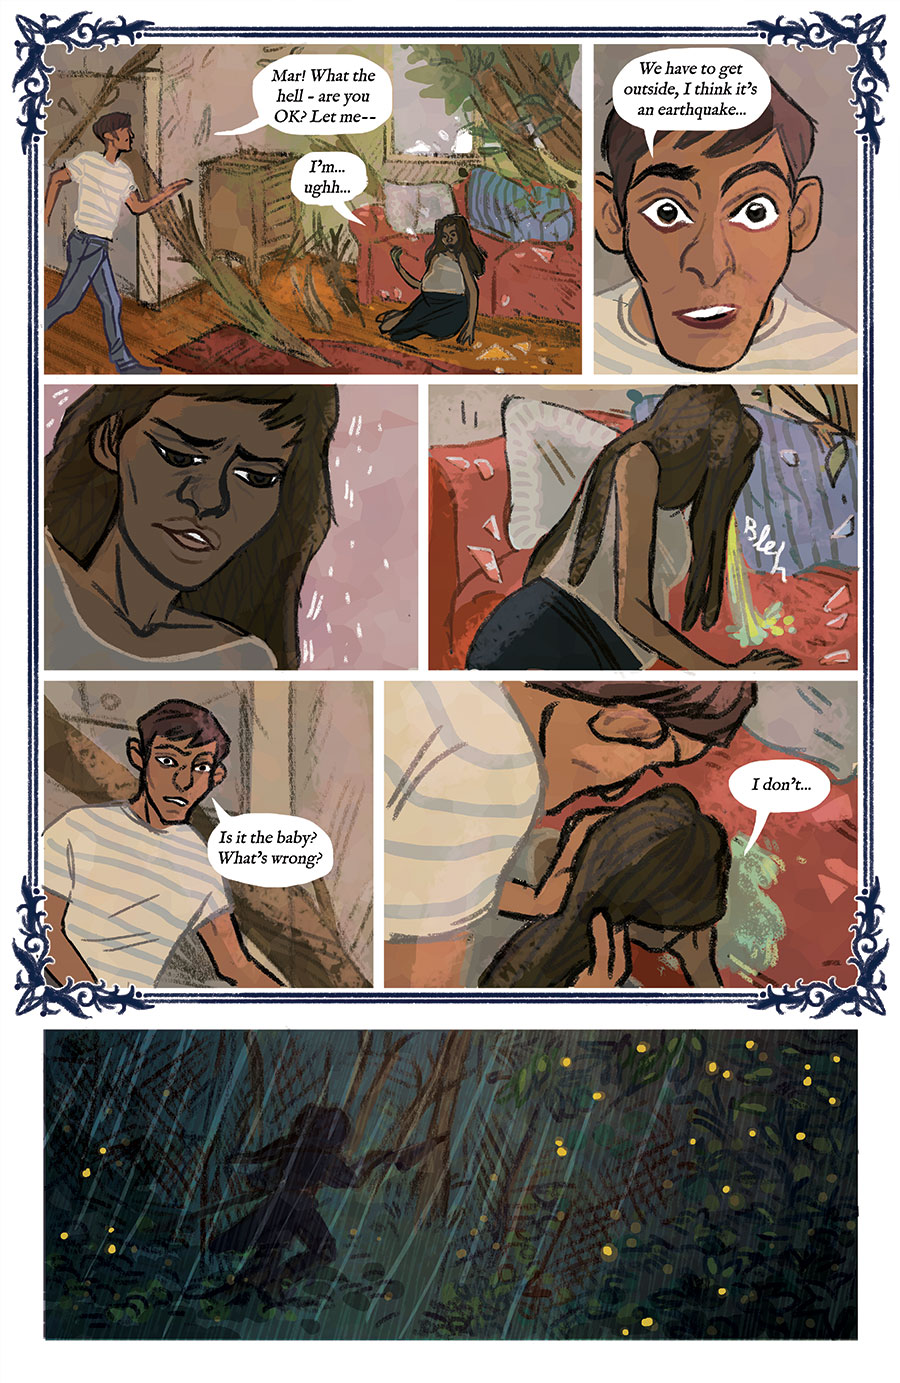 Mar! What the
hell - are you
OK? Let me--
I'm...
ughh...
We have to get
outside, I think it's
an earthquake...
Bleh
Is it the baby?
What's wrong?
I don't...